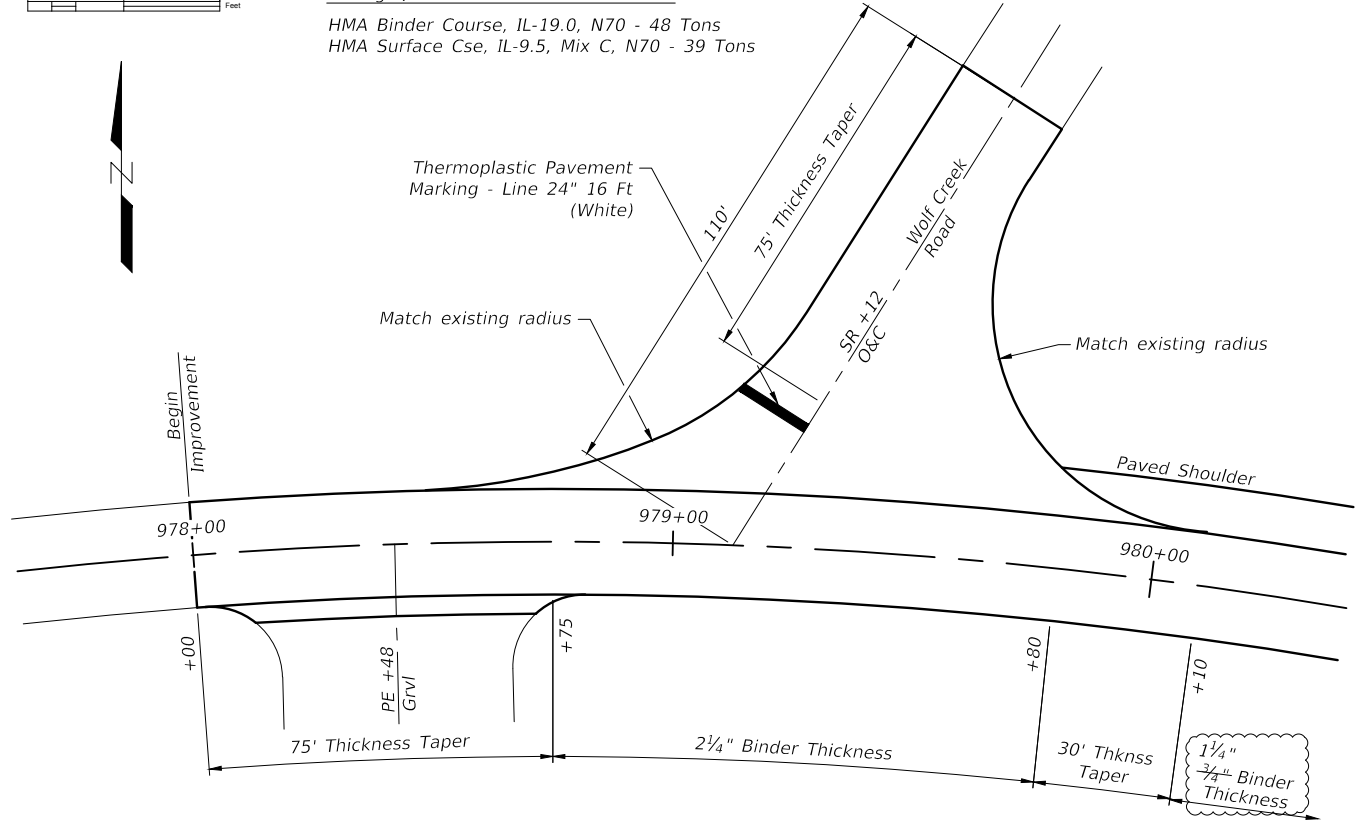 Feet
HMA Binder Course, IL-19.0, N70 - 48 Tons
HMA Surface Cse, IL-9.5, Mix C, N70 - 39 Tons
N
Thermoplastic Pavement
Marking - Line 24" 16 Ft
(White)
110'
75' Thickness Taper
Wolf Creek
Road
SR +12
O&C
Match existing radius
Match existing radius
Begin
Improvement
Paved Shoulder
978+00
979+00
980+00
+00
PE +48
Grvl
+75
+80
+10
75' Thickness Taper
2¼" Binder Thickness
30' Thknss
Taper
1¼"
¾" Binder
Thickness